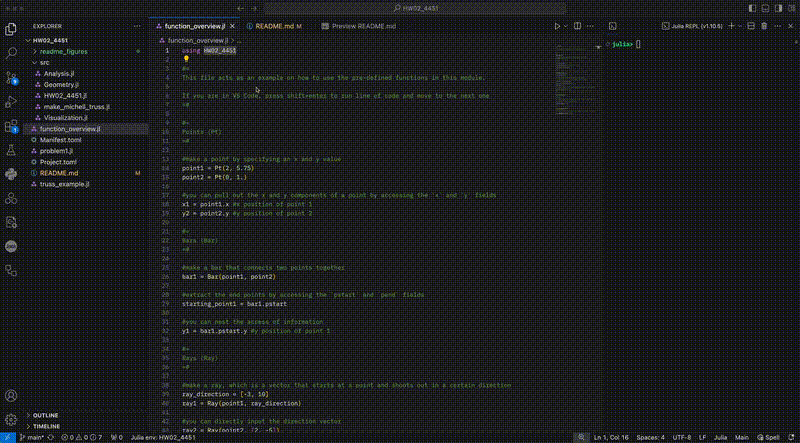 HW02_4451
EXPLORER
HW02_4451
readme_figures
src
Analysis.jl
Geometry.jl
HW02_4451.jl
make_michell_truss.jl
Visualization.jl
function_overview.jl
Manifest.toml
problem1.jl
Project.toml
README.md M
truss_example.jl
OUTLINE
TIMELINE
function_overview.jl
README.md M
Preview README.md
function_overview.jl
1 using HW02_4451
2
3 #=
4 This file acts as an example on how to use the pre-defined functions in this module.
5
6 If you are in VS Code, press shift+enter to run line of code and move to the next one
7 =#
8
9 #=
10 Points (Pt)
11 =#
12
13 #make a point by specifying an x and y value
14 point1 = Pt(2, 5.75)
15 point2 = Pt(0, 1.)
16
17 #you can pull out the x and y components of a point by accessing the `x` and `y` fields
18 x1 = point1.x #x position of point 1
19 y2 = point2.y #y position of point 2
20
21 #=
22 Bars (Bar)
23 =#
24
25 #make a bar that connects two points together
26 bar1 = Bar(point1, point2)
27
28 #extract the end points by accessing the `pstart` and `pend` fields
29 starting_point1 = bar1.pstart
30
31 #you can nest the access of information
32 y1 = bar1.pstart.y #y position of point 1
33
34 #=
35 Rays (Ray)
36 =#
37
38 #make a ray, which is a vector that starts at a point and shoots out in a certain direction
39 ray_direction = [-3, 10]
40 ray1 = Ray(point1, ray_direction)
41
42 #you can directly input the direction vector
43 ray2 = Ray(point2, [2, -5])
Julia REPL (v1.10.5)
julia>
main* 0 0 7 0 Julia env: HW02_4451
Ln 1, Col 16 Spaces: 4 UTF-8 LF Julia Main Spell